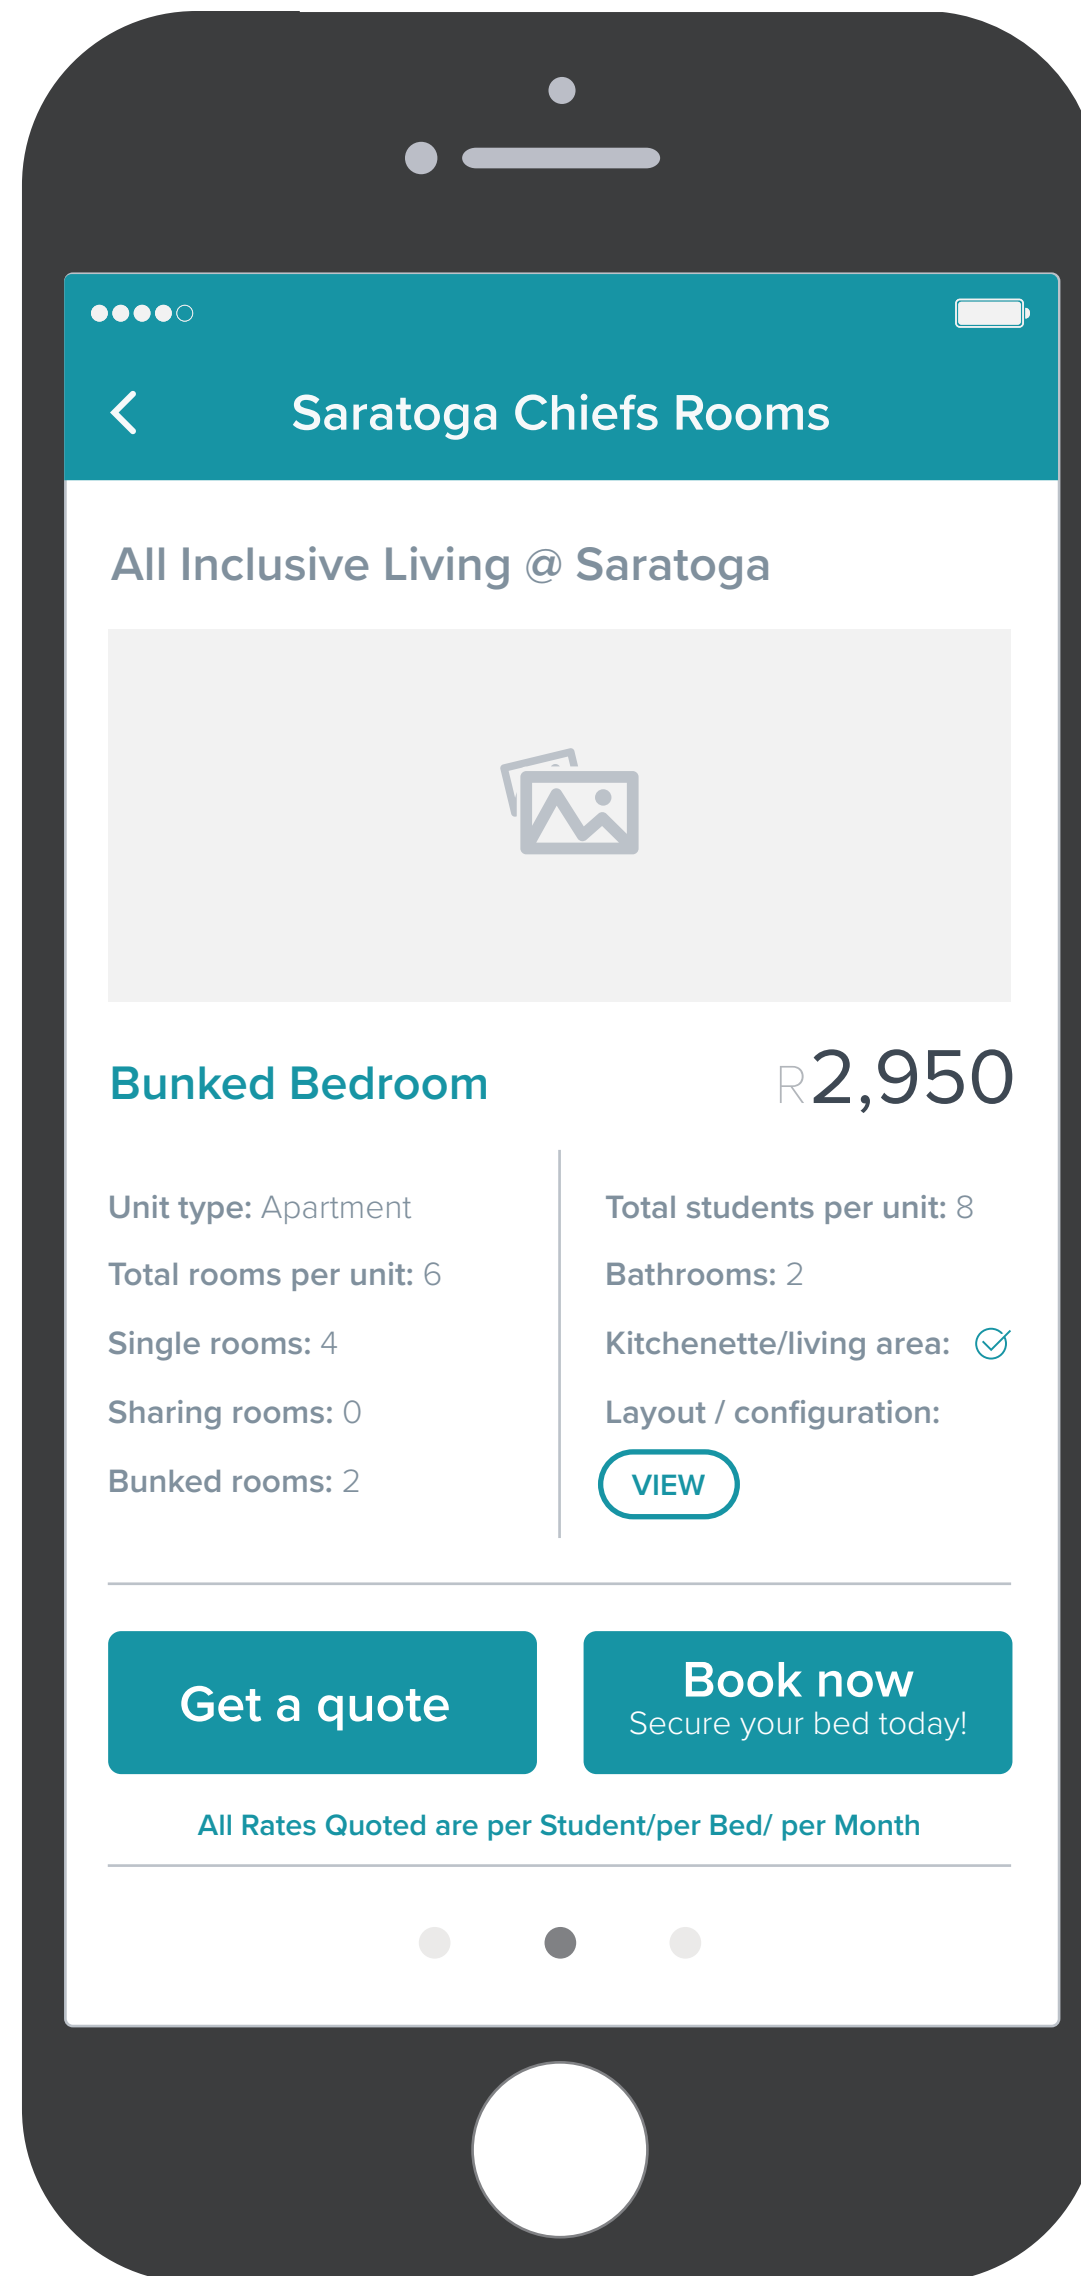 Saratoga Chiefs Rooms
All Inclusive Living @ Saratoga
Bunked Bedroom
R2,950
Unit type: Apartment
Total rooms per unit: 6
Single rooms: 4
Sharing rooms: 0
Bunked rooms: 2
Total students per unit: 8
Bathrooms: 2
Kitchenette/living area:
Layout / configuration:
VIEW
Get a quote
Book now
Secure your bed today!
All Rates Quoted are per Student/per Bed/ per Month